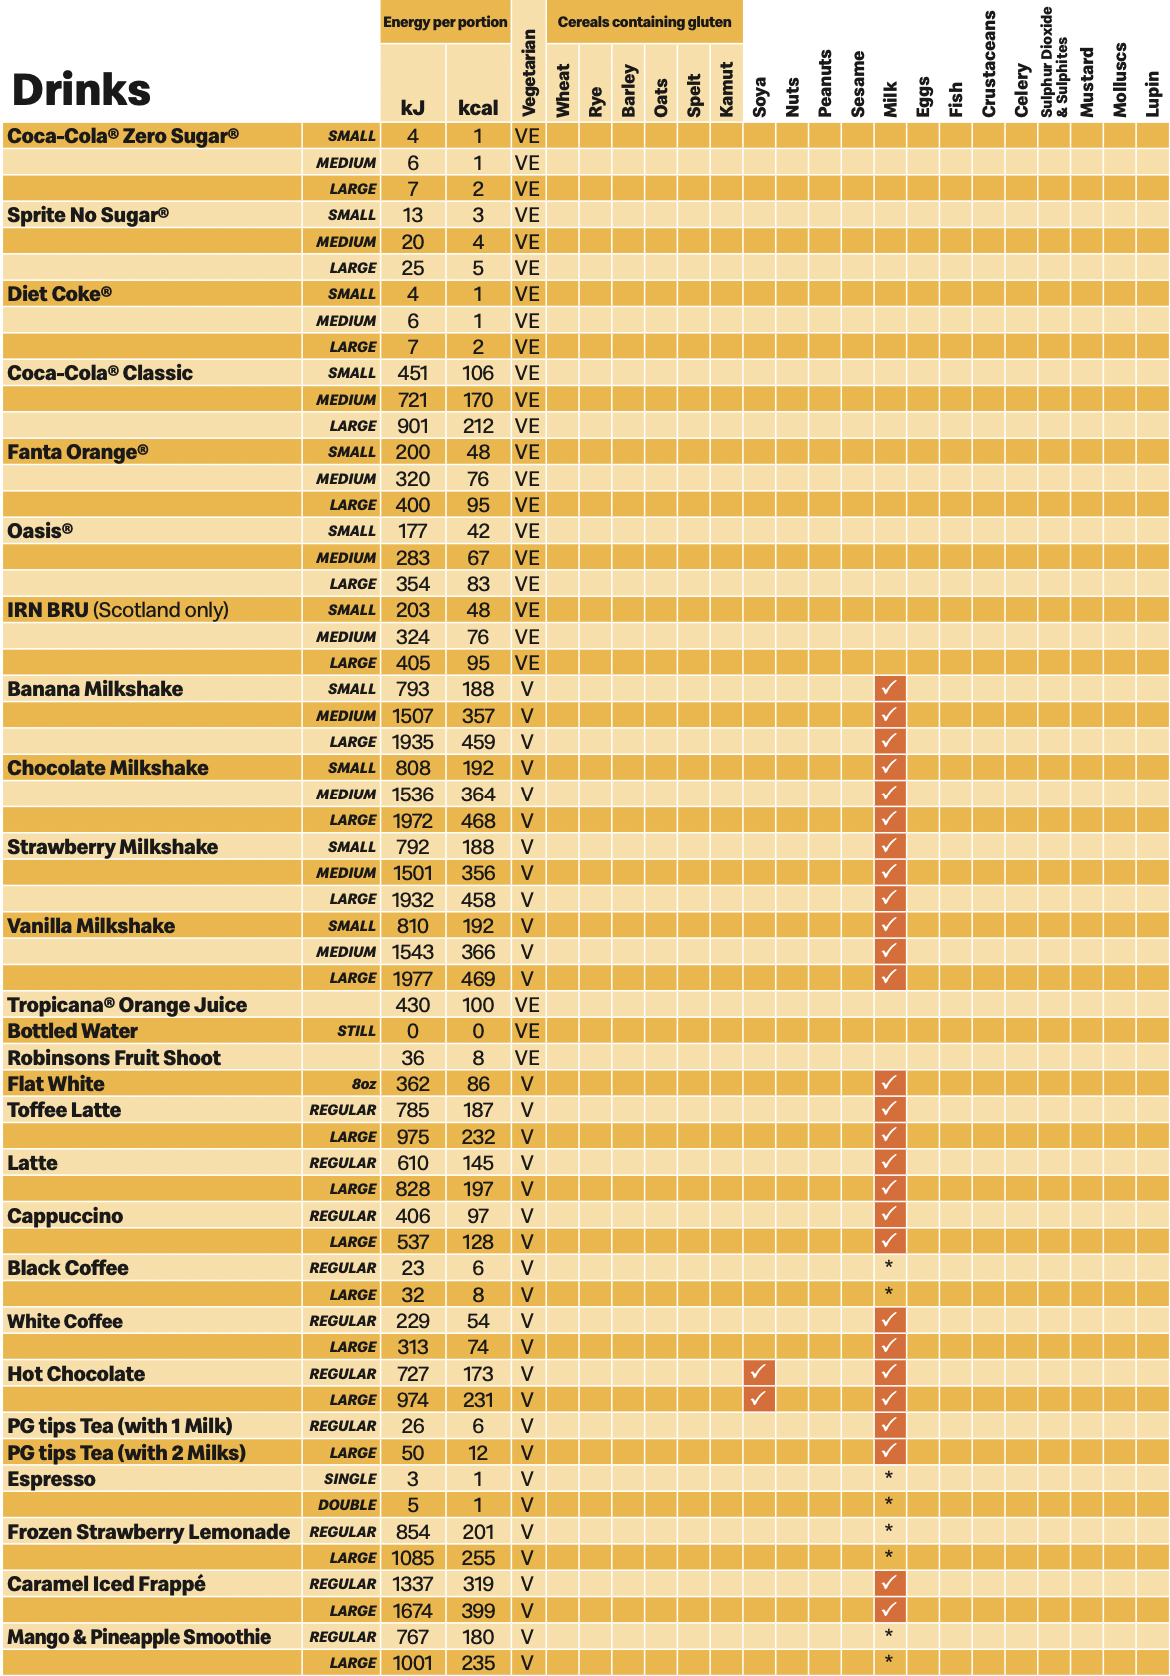 Energy per portion Cereals containing gluten
Drinks kJ kcal Vegetarian Wheat Rye Barley Oats Spelt Kamut Soya Nuts Peanuts Sesame Milk Eggs Fish Crustaceans Celery Sulphur Dioxide & Sulphites Mustard Molluscs Lupin
Coca-Cola® Zero Sugar® SMALL 4 1 VE
MEDIUM 6 1 VE
LARGE 7 2 VE
Sprite No Sugar® SMALL 13 3 VE
MEDIUM 20 4 VE
LARGE 25 5 VE
Diet Coke® SMALL 4 1 VE
MEDIUM 6 1 VE
LARGE 7 2 VE
Coca-Cola® Classic SMALL 451 106 VE
MEDIUM 721 170 VE
LARGE 901 212 VE
Fanta Orange® SMALL 200 48 VE
MEDIUM 320 76 VE
LARGE 400 95 VE
Oasis® SMALL 177 42 VE
MEDIUM 283 67 VE
LARGE 354 83 VE
IRN BRU (Scotland only) SMALL 203 48 VE
MEDIUM 324 76 VE
LARGE 405 95 VE
Banana Milkshake SMALL 793 188 V ✓
MEDIUM 1507 357 V ✓
LARGE 1935 459 V ✓
Chocolate Milkshake SMALL 808 192 V ✓
MEDIUM 1536 364 V ✓
LARGE 1972 468 V ✓
Strawberry Milkshake SMALL 792 188 V ✓
MEDIUM 1501 356 V ✓
LARGE 1932 458 V ✓
Vanilla Milkshake SMALL 810 192 V ✓
MEDIUM 1543 366 V ✓
LARGE 1977 469 V ✓
Tropicana® Orange Juice 430 100 VE
Bottled Water STILL 0 0 VE
Robinsons Fruit Shoot 36 8 VE
Flat White 8oz 362 86 V ✓
Toffee Latte REGULAR 785 187 V ✓
LARGE 975 232 V ✓
Latte REGULAR 610 145 V ✓
LARGE 828 197 V ✓
Cappuccino REGULAR 406 97 V ✓
LARGE 537 128 V ✓
Black Coffee REGULAR 23 6 V *
LARGE 32 8 V *
White Coffee REGULAR 229 54 V ✓
LARGE 313 74 V ✓
Hot Chocolate REGULAR 727 173 V ✓ ✓
LARGE 974 231 V ✓ ✓
PG tips Tea (with 1 Milk) REGULAR 26 6 V ✓
PG tips Tea (with 2 Milks) LARGE 50 12 V ✓
Espresso SINGLE 3 1 V *
DOUBLE 5 1 V *
Frozen Strawberry Lemonade REGULAR 854 201 V *
LARGE 1085 255 V *
Caramel Iced Frappé REGULAR 1337 319 V ✓
LARGE 1674 399 V ✓
Mango & Pineapple Smoothie REGULAR 767 180 V *
LARGE 1001 235 V *